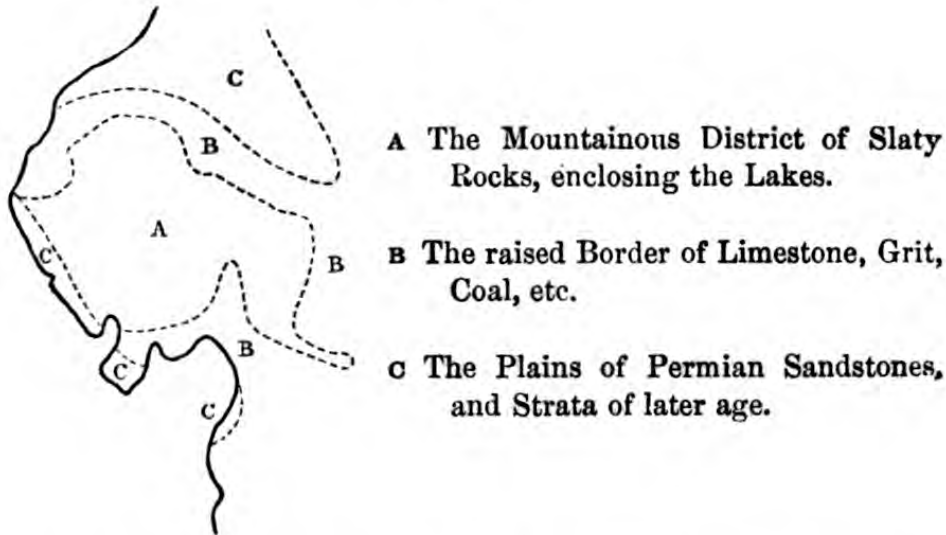 C
B
A
C
B
B
C
C
A The Mountainous District of Slaty
Rocks, enclosing the Lakes.
B The raised Border of Limestone, Grit,
Coal, etc.
C The Plains of Permian Sandstones,
and Strata of later age.